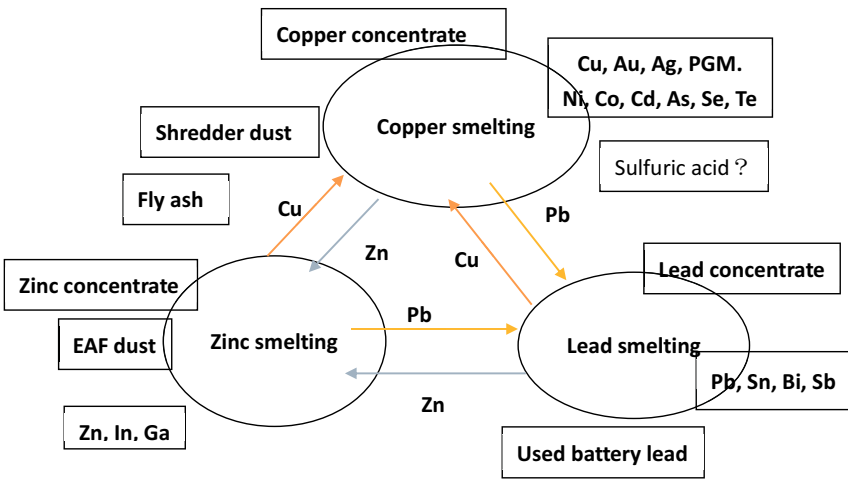 Copper concentrate
Cu, Au, Ag, PGM.
Ni, Co, Cd, As, Se, Te
Shredder dust
Copper smelting
Sulfuric acid？
Fly ash
Cu
Pb
Zn
Cu
Zinc concentrate
Lead concentrate
Pb
EAF dust
Zinc smelting
Lead smelting
Pb, Sn, Bi, Sb
Zn
Zn, In, Ga
Used battery lead